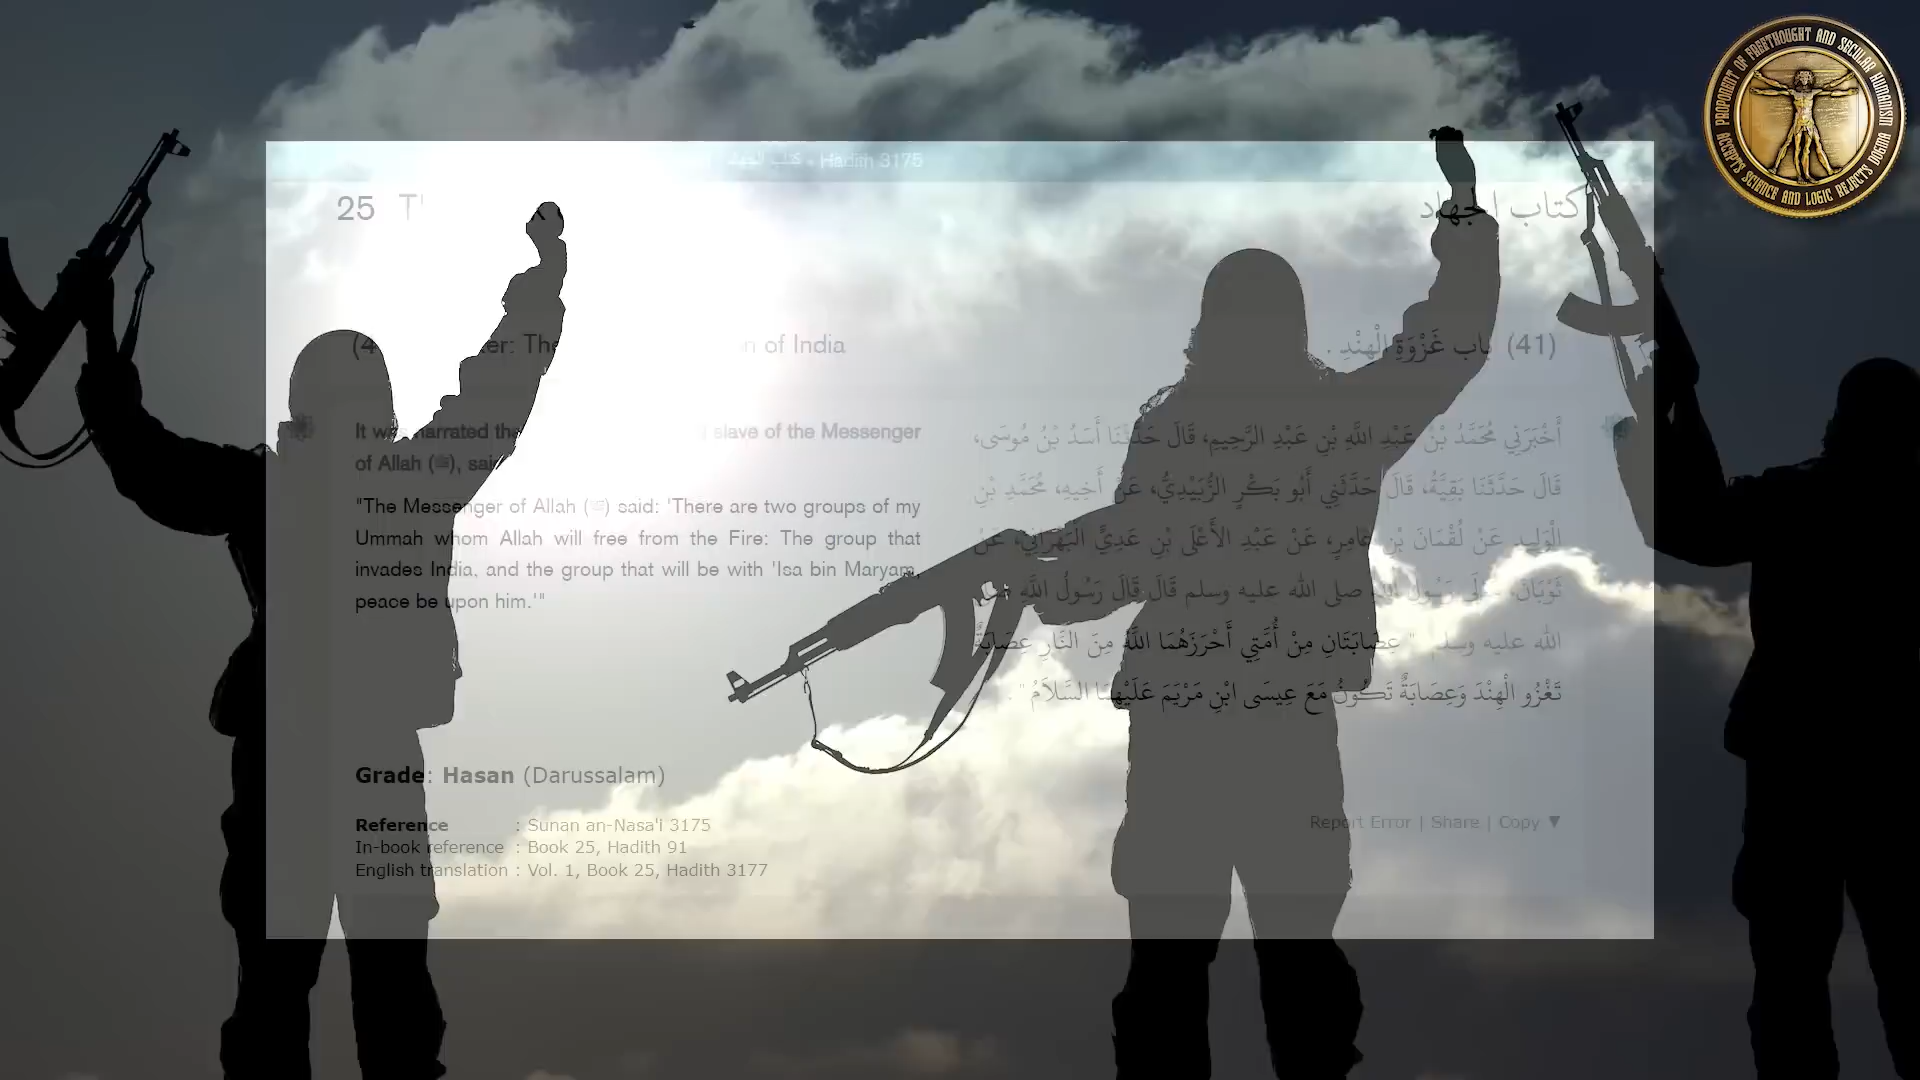 PROPONENT OF FREETHOUGHT AND SECULAR HUMANISM
ACCEPTS SCIENCE AND LOGIC REJECTS DOGMA
كتاب الجهاد - Hadith 3175
25
كتاب الجهاد
of India
(41) باب غَزْوَةِ الْهِنْدِ .
It was narrated slave of the Messenger
of Allah (ﷺ), said
"The Messenger of Allah (ﷺ) said: 'There are two groups of my
Ummah whom Allah will free from the Fire: The group that
invades India, and the group that will be with 'Isa bin Maryam,
peace be upon him.'"
أَخْبَرَنِي مُحَمَّدُ بْنُ عَبْدِ اللَّهِ بْنِ عَبْدِ الرَّحِيمِ، قَالَ حَدَّثَنَا أَسَدُ بْنُ مُوسَى،
قَالَ حَدَّثَنَا بَقِيَّةُ، قَالَ حَدَّثَنِي أَبُو بَكْرٍ الزُّبَيْدِيُّ، عَنْ أَخِيهِ، مُحَمَّدِ بْنِ
الْوَلِيدِ عَنْ لُقْمَانَ بْنِ عَامِرٍ، عَنْ عَبْدِ الأَعْلَى بْنِ عَدِيٍّ الْبَهْرَانِيِّ، عَنْ
ثَوْبَانَ، مَوْلَى رَسُولِ اللَّهِ صلى الله عليه وسلم قَالَ قَالَ رَسُولُ اللَّهِ صلى
الله عليه وسلم " عِصَابَتَانِ مِنْ أُمَّتِي أَحْرَزَهُمَا اللَّهُ مِنَ النَّارِ عِصَابَةٌ
تَغْزُو الْهِنْدَ وَعِصَابَةٌ تَكُونُ مَعَ عِيسَى ابْنِ مَرْيَمَ عَلَيْهِمَا السَّلاَمُ " .
Grade: Hasan (Darussalam)
Reference : Sunan an-Nasa'i 3175
In-book reference : Book 25, Hadith 91
English translation : Vol. 1, Book 25, Hadith 3177
Report Error | Share | Copy ▼